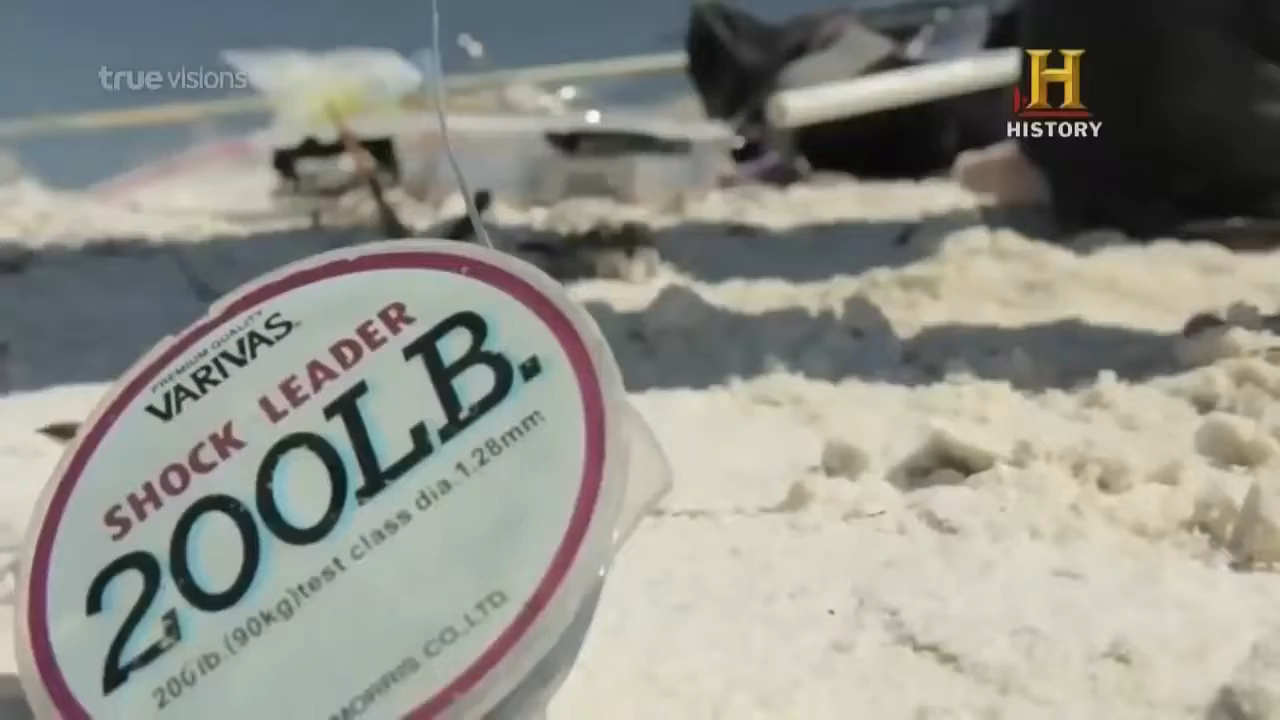 true visions
H
HISTORY
PREMIUM QUALITY
VARIVAS
SHOCK LEADER
200LB.
200lb.(90kg)test class dia.1.28mm
MORRIS CO.,LTD